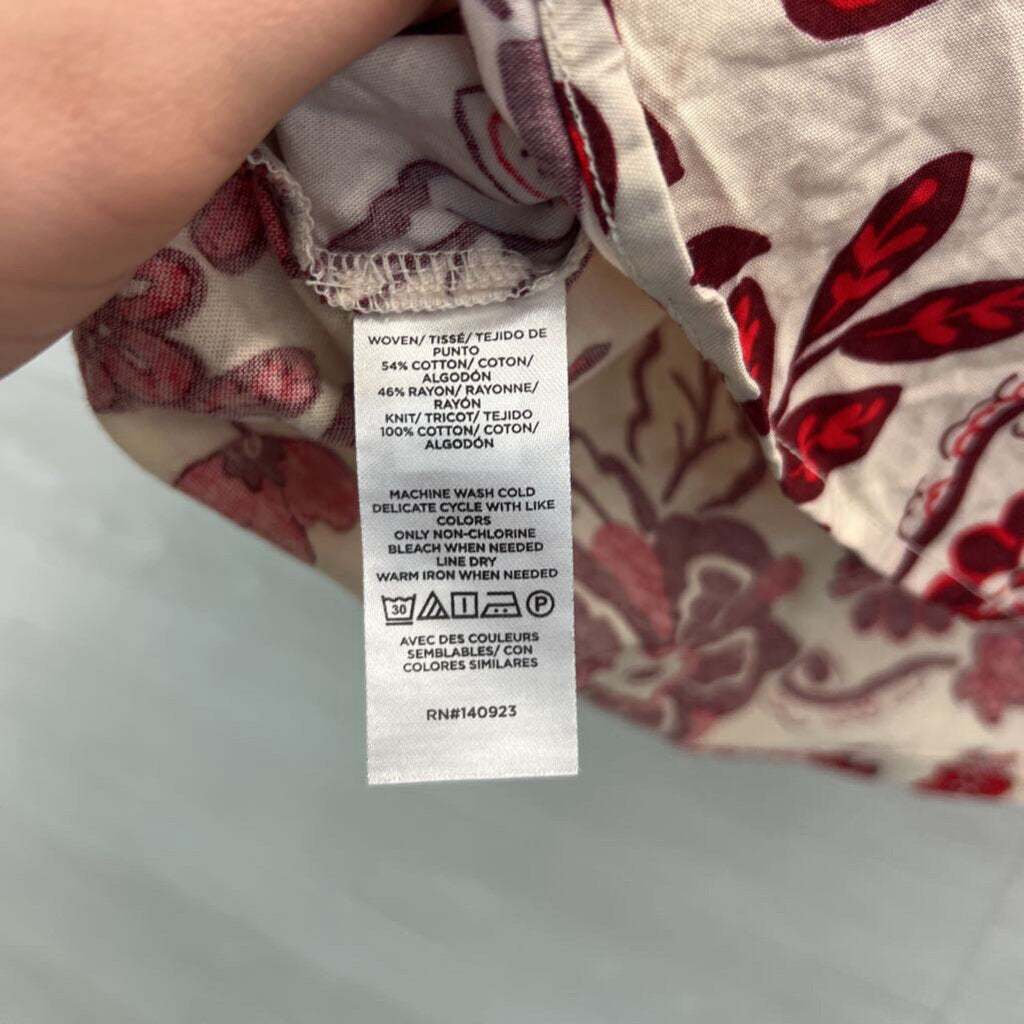 WOVEN/ TISSÉ/ TEJIDO DE
PUNTO
54% COTTON/ COTON/
ALGODÓN
46% RAYON/ RAYONNE/
RAYÓN
KNIT/ TRICOT/ TEJIDO
100% COTTON/ COTON/
ALGODÓN
MACHINE WASH COLD
DELICATE CYCLE WITH LIKE
COLORS
ONLY NON-CHLORINE
BLEACH WHEN NEEDED
LINE DRY
WARM IRON WHEN NEEDED
30 P
AVEC DES COULEURS
SEMBLABLES/ CON
COLORES SIMILARES
RN#140923